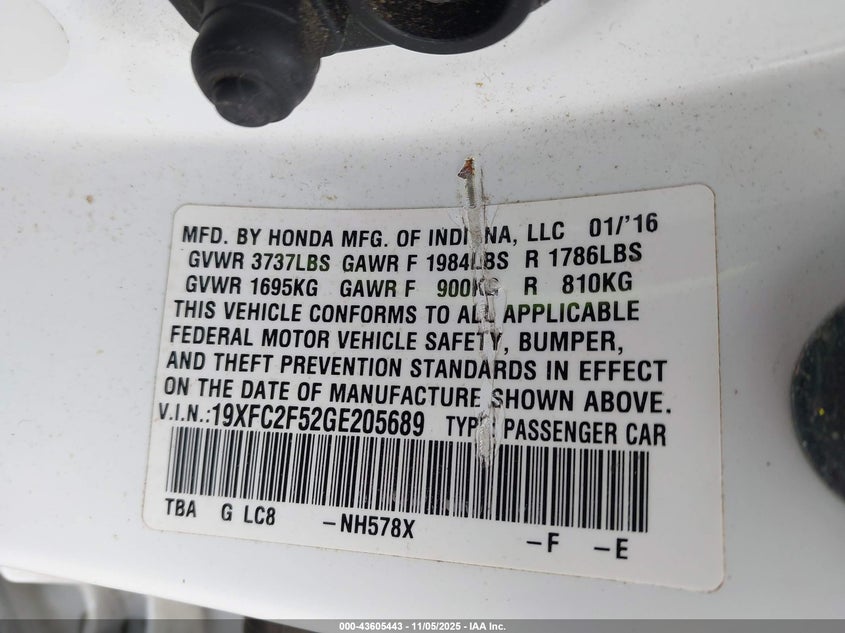 MFD. BY HONDA MFG. OF INDIANA, LLC 01/'16
GVWR 3737LBS GAWR F 1984LBS R 1786LBS
GVWR 1695KG GAWR F 900KG R 810KG
THIS VEHICLE CONFORMS TO ALL APPLICABLE
FEDERAL MOTOR VEHICLE SAFETY, BUMPER,
AND THEFT PREVENTION STANDARDS IN EFFECT
ON THE DATE OF MANUFACTURE SHOWN ABOVE.
V.I.N.:19XFC2F52GE205689 TYPE: PASSENGER CAR
TBA G LC8 -NH578X -F -E
000-43605443 - 11/05/2025 - IAA Inc.